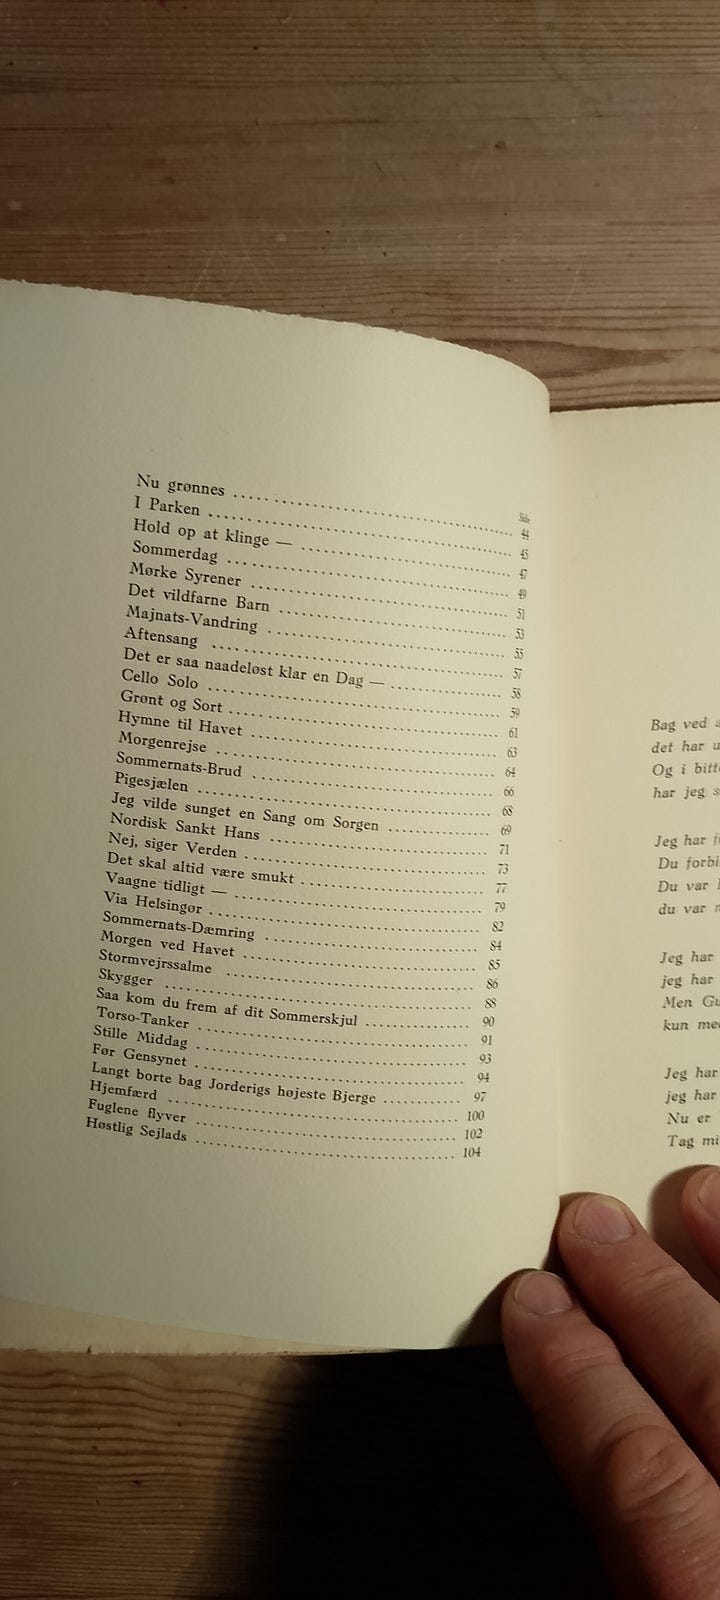 Side
Nu grønnes .......... 44
I Parken .......... 45
Hold op at klinge — .......... 47
Sommerdag .......... 49
Mørke Syrener .......... 51
Det vildfarne Barn .......... 53
Majnats-Vandring .......... 55
Aftensang .......... 57
Det er saa naadeløst klar en Dag — .......... 58
Cello Solo .......... 59
Grønt og Sort .......... 61
Hymne til Havet .......... 63
Morgenrejse .......... 64
Sommernats-Brud .......... 66
Pigesjælen .......... 68
Jeg vilde sunget en Sang om Sorgen .......... 69
Nordisk Sankt Hans .......... 71
Nej, siger Verden .......... 73
Det skal altid være smukt .......... 77
Vaagne tidligt — .......... 79
Via Helsingør .......... 82
Sommernats-Dæmring .......... 84
Morgen ved Havet .......... 85
Stormvejrssalme .......... 86
Skygger .......... 88
Saa kom du frem af dit Sommerskjul .......... 90
Torso-Tanker .......... 91
Stille Middag .......... 93
Før Gensynet .......... 94
Langt borte bag Jorderigs højeste Bjerge .......... 97
Hjemfærd .......... 100
Fuglene flyver .......... 102
Høstlig Sejlads .......... 104
Bag ved
det har
Og i
har jeg
Jeg har
Du
Du var
du var
Jeg har
jeg har
Men
kun
Jeg har
jeg har
Nu er
Tag